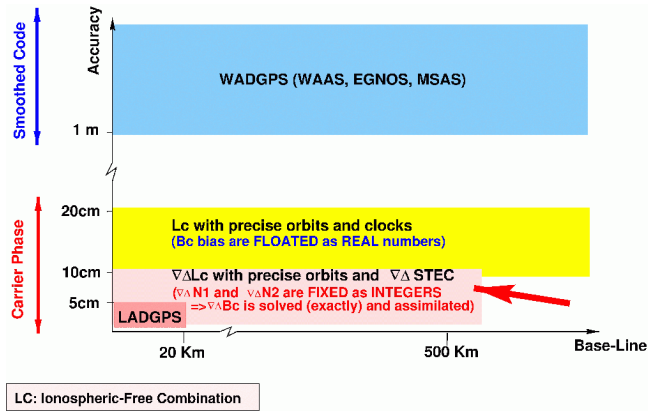 Smoothed Code
Accuracy
WADGPS (WAAS, EGNOS, MSAS)
1 m
Carrier Phase
20cm
Lc with precise orbits and clocks
(Bc bias are FLOATED as REAL numbers)
10cm
∇ΔLc with precise orbits and ∇Δ STEC
(∇Δ N1 and ∇ΔN2 are FIXED as INTEGERS
5cm
=>∇ΔBc is solved (exactly) and assimilated)
LADGPS
20 Km
500 Km
Base-Line
LC: Ionospheric-Free Combination